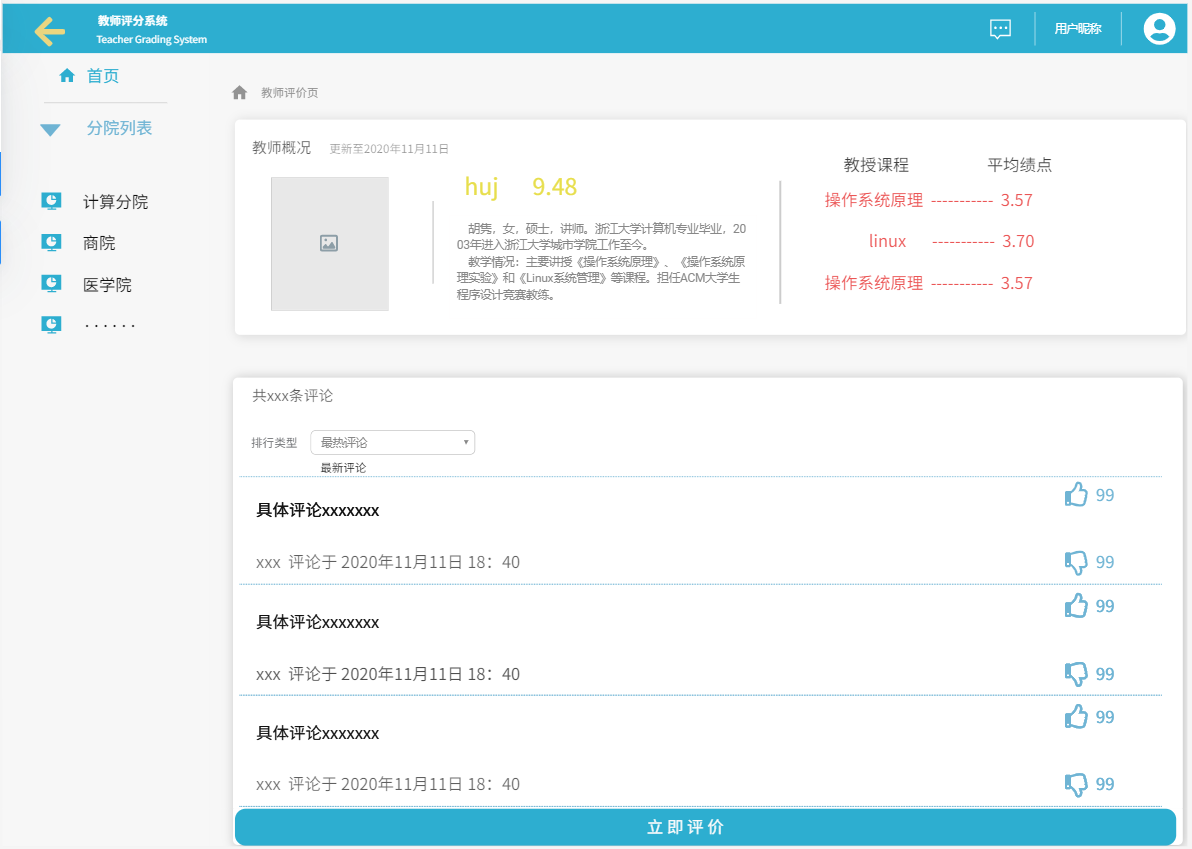 教师评分系统
Teacher Grading System
用户昵称
首页
分院列表
计算分院
商院
医学院
······
教师评价页
教师概况 更新至2020年11月11日
huj 9.48
胡隽，女，硕士，讲师。浙江大学计算机专业毕业，20
03年进入浙江大学城市学院工作至今。
教学情况：主要讲授《操作系统原理》、《操作系统原
理实验》和《Linux系统管理》等课程。担任ACM大学生
程序设计竞赛教练。
教授课程 平均绩点
操作系统原理 ----------- 3.57
linux ----------- 3.70
操作系统原理 ----------- 3.57
共xxx条评论
排行类型 最热评论
最新评论
具体评论xxxxxxx
99
xxx 评论于 2020年11月11日 18：40
99
具体评论xxxxxxx
99
xxx 评论于 2020年11月11日 18：40
99
具体评论xxxxxxx
99
xxx 评论于 2020年11月11日 18：40
99
立即评价